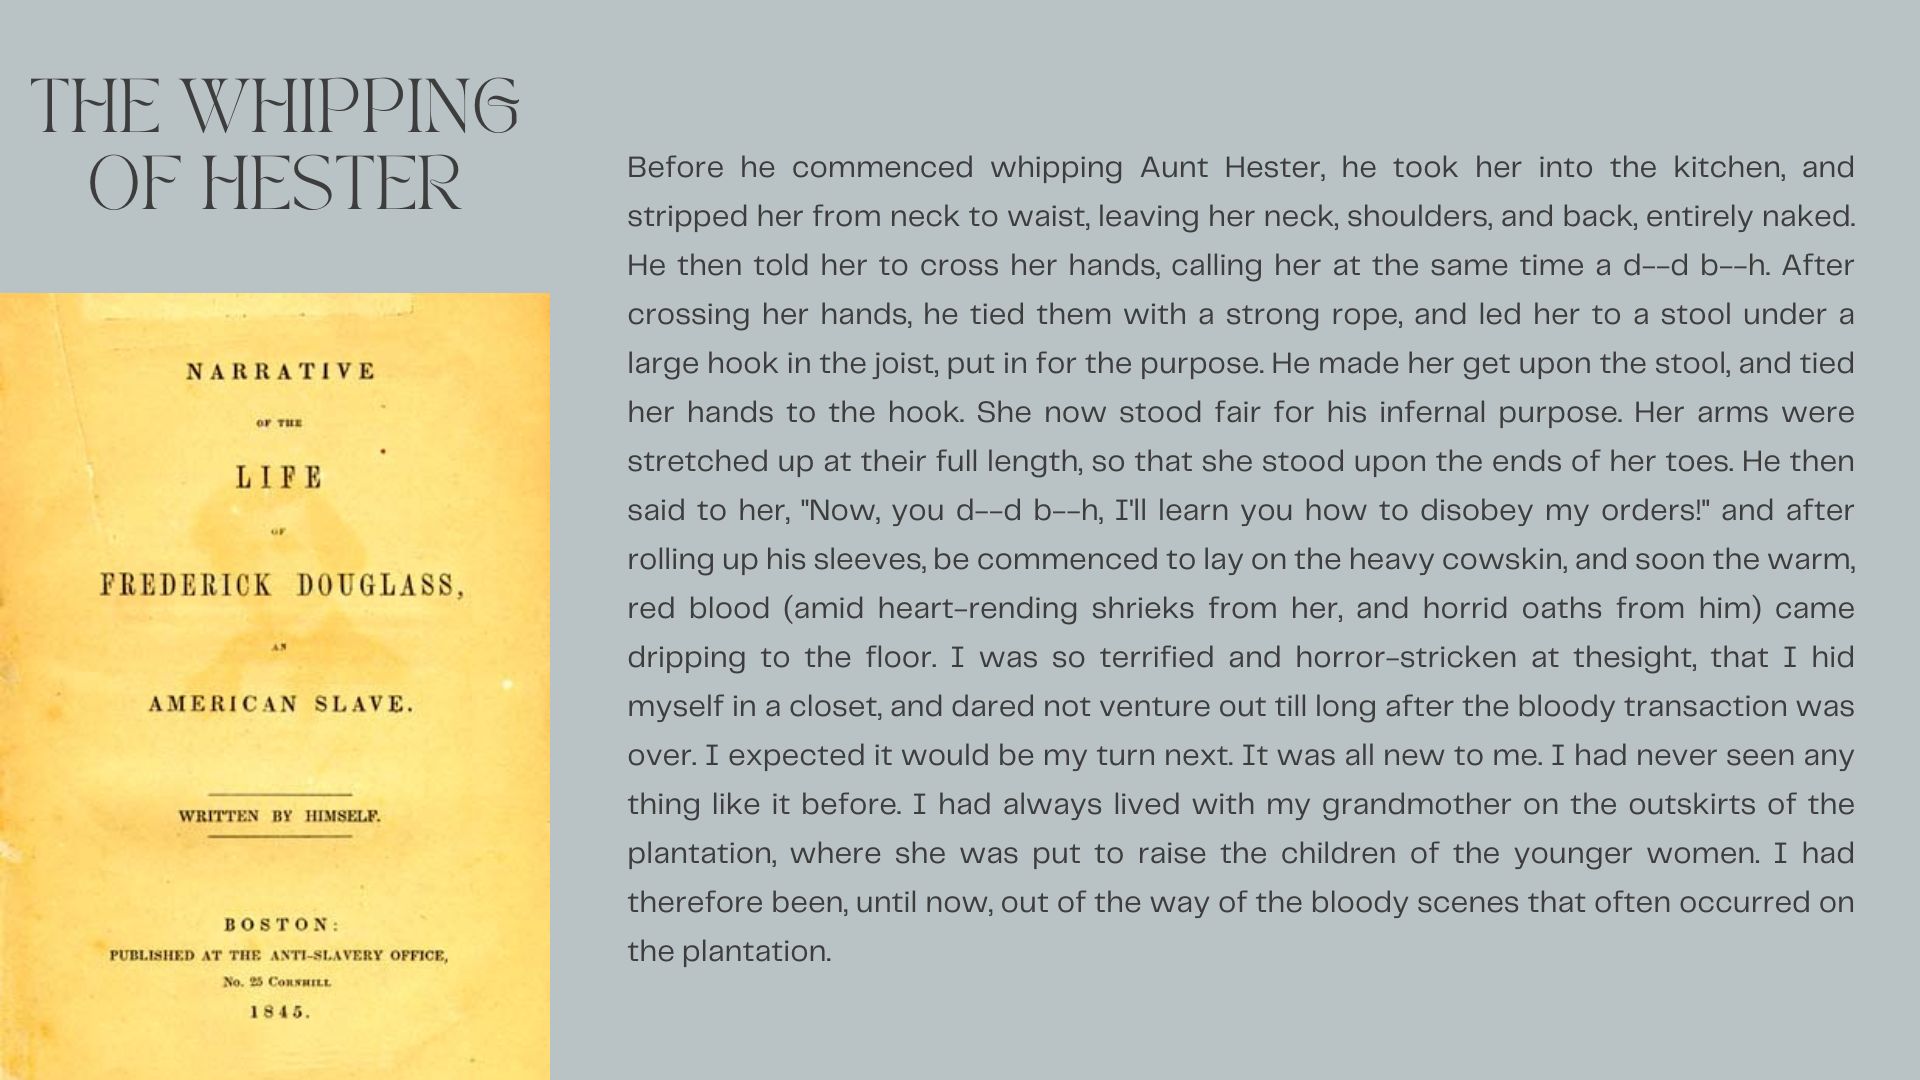 THE WHIPPING
OF HESTER
NARRATIVE
OF THE
LIFE
OF
FREDERICK DOUGLASS,
AN
AMERICAN SLAVE.
WRITTEN BY HIMSELF.
BOSTON:
PUBLISHED AT THE ANTI-SLAVERY OFFICE,
No. 25 CORNHILL
1845.
Before he commenced whipping Aunt Hester, he took her into the kitchen, and
stripped her from neck to waist, leaving her neck, shoulders, and back, entirely naked.
He then told her to cross her hands, calling her at the same time a d--d b--h. After
crossing her hands, he tied them with a strong rope, and led her to a stool under a
large hook in the joist, put in for the purpose. He made her get upon the stool, and tied
her hands to the hook. She now stood fair for his infernal purpose. Her arms were
stretched up at their full length, so that she stood upon the ends of her toes. He then
said to her, "Now, you d--d b--h, I'll learn you how to disobey my orders!" and after
rolling up his sleeves, be commenced to lay on the heavy cowskin, and soon the warm,
red blood (amid heart-rending shrieks from her, and horrid oaths from him) came
dripping to the floor. I was so terrified and horror-stricken at thesight, that I hid
myself in a closet, and dared not venture out till long after the bloody transaction was
over. I expected it would be my turn next. It was all new to me. I had never seen any
thing like it before. I had always lived with my grandmother on the outskirts of the
plantation, where she was put to raise the children of the younger women. I had
therefore been, until now, out of the way of the bloody scenes that often occurred on
the plantation.